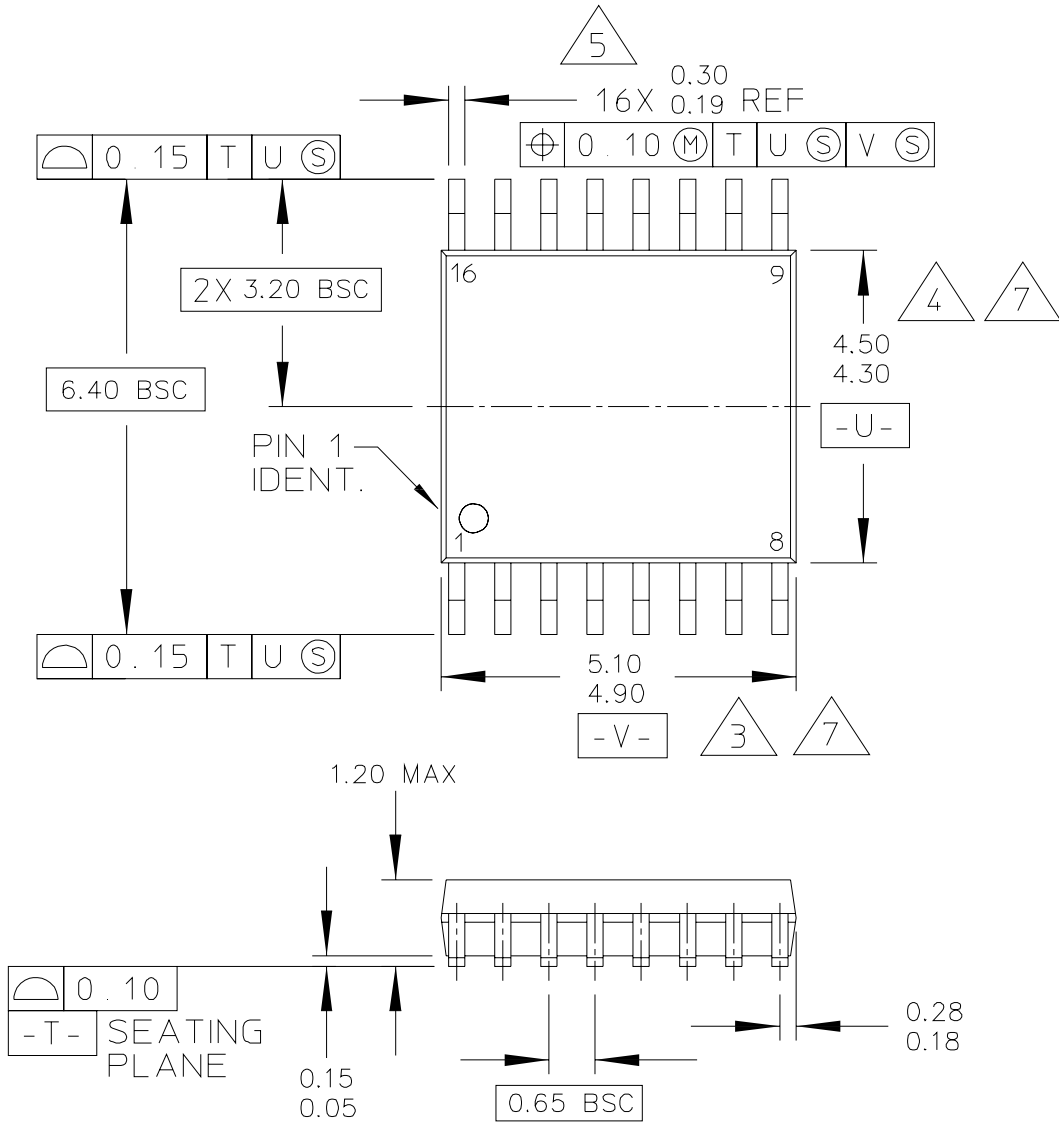 5
0.30
16X 0.19 REF
0.15 T U Ⓢ
⌖ 0.10 Ⓜ T U Ⓢ V Ⓢ
2X 3.20 BSC
16
9
4
7
4.50
4.30
6.40 BSC
-U-
PIN 1
IDENT.
1
8
0.15 T U Ⓢ
5.10
4.90
-V-
3
7
1.20 MAX
0.10
-T- SEATING
PLANE
0.15
0.05
0.65 BSC
0.28
0.18